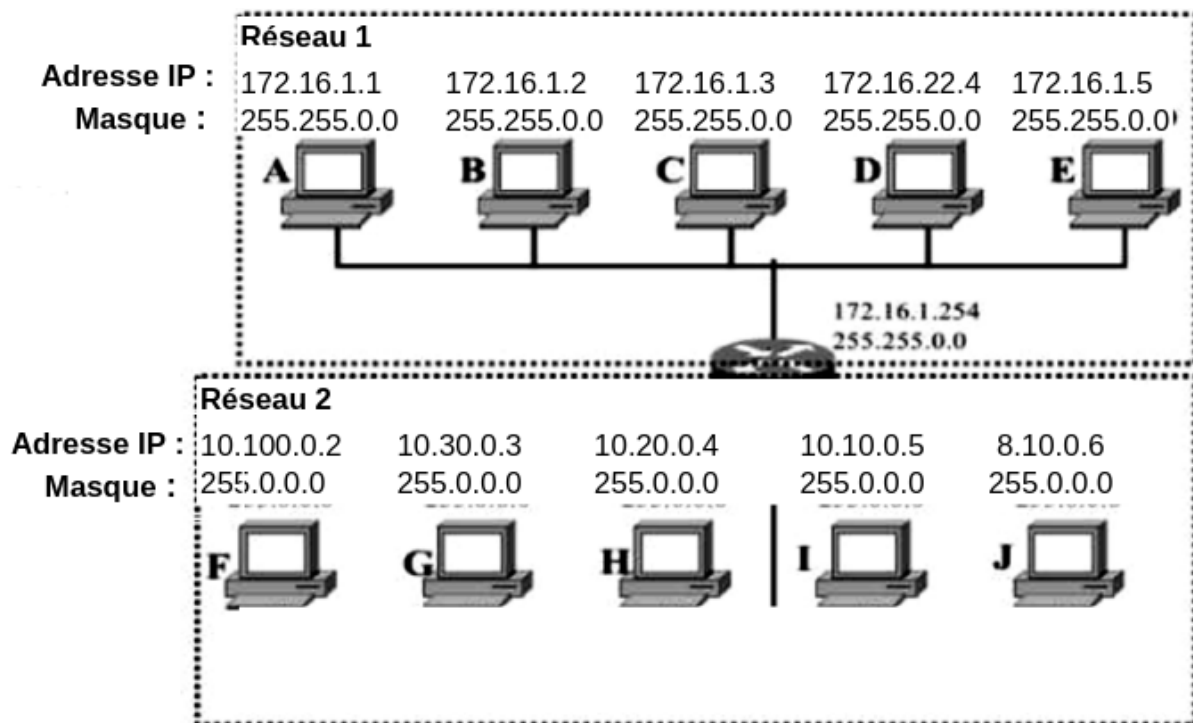 Réseau 1
Adresse IP : 172.16.1.1 172.16.1.2 172.16.1.3 172.16.22.4 172.16.1.5
Masque : 255.255.0.0 255.255.0.0 255.255.0.0 255.255.0.0 255.255.0.0
A B C D E
172.16.1.254
255.255.0.0
Réseau 2
Adresse IP : 10.100.0.2 10.30.0.3 10.20.0.4 10.10.0.5 8.10.0.6
Masque : 255.0.0.0 255.0.0.0 255.0.0.0 255.0.0.0 255.0.0.0
F G H I J